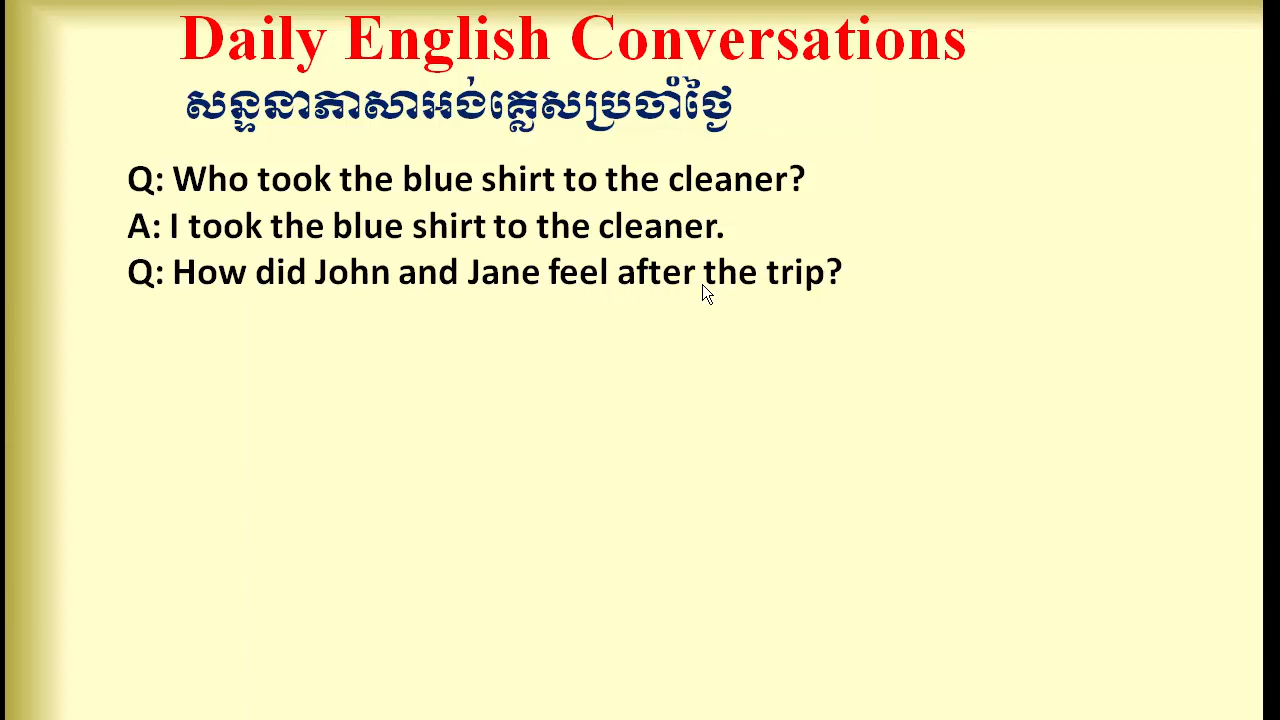 Daily English Conversations
សន្ទនាភាសាអង់គ្លេសប្រចាំថ្ងៃ
Q: Who took the blue shirt to the cleaner?
A: I took the blue shirt to the cleaner.
Q: How did John and Jane feel after the trip?